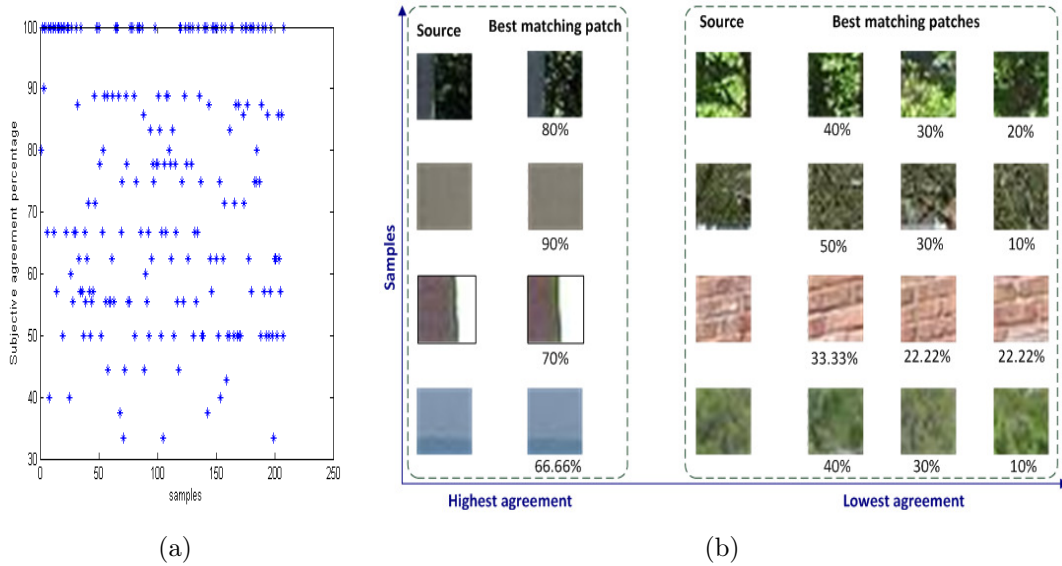 100
90
80
70
60
50
40
30
0 50 100 150 200 250
Subjective agreement percentage
samples
(a)
Source Best matching patch
80%
90%
70%
66.66%
Highest agreement
Samples
Source Best matching patches
40% 30% 20%
50% 30% 10%
33.33% 22.22% 22.22%
40% 30% 10%
Lowest agreement
(b)